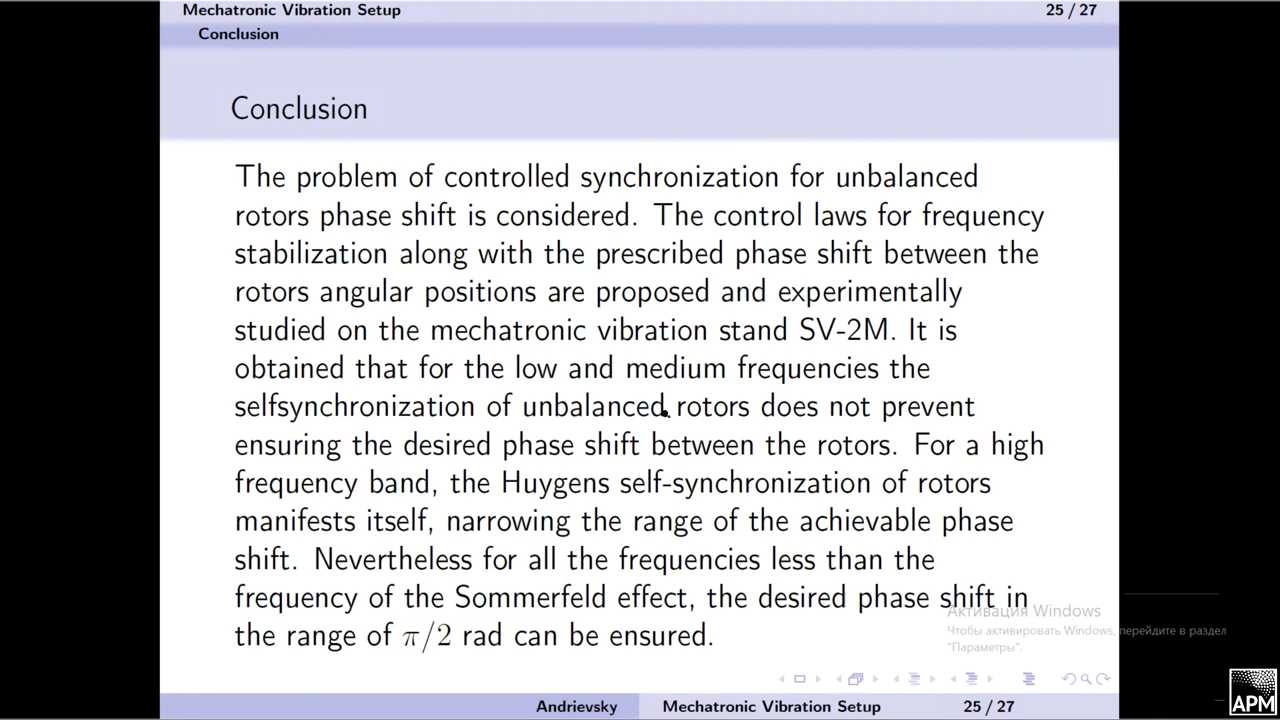 Mechatronic Vibration Setup 25 / 27
Conclusion
Conclusion
The problem of controlled synchronization for unbalanced
rotors phase shift is considered. The control laws for frequency
stabilization along with the prescribed phase shift between the
rotors angular positions are proposed and experimentally
studied on the mechatronic vibration stand SV-2M. It is
obtained that for the low and medium frequencies the
selfsynchronization of unbalanced rotors does not prevent
ensuring the desired phase shift between the rotors. For a high
frequency band, the Huygens self-synchronization of rotors
manifests itself, narrowing the range of the achievable phase
shift. Nevertheless for all the frequencies less than the
frequency of the Sommerfeld effect, the desired phase shift in
the range of π/2 rad can be ensured.
Активация Windows
Чтобы активировать Windows, перейдите в раздел
"Параметры".
Andrievsky Mechatronic Vibration Setup 25 / 27
APM